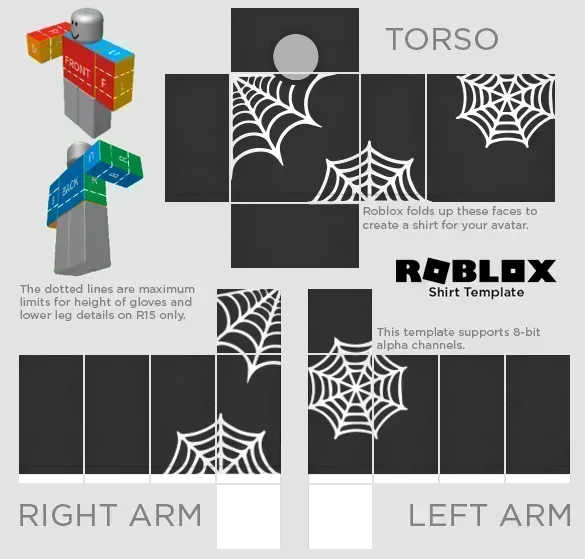 TORSO
FRONT
F
L
U
BACK
R
B
Roblox folds up these faces to
create a shirt for your avatar.
ROBLOX
Shirt Template
The dotted lines are maximum
limits for height of gloves and
lower leg details on R15 only.
This template supports 8-bit
alpha channels.
RIGHT ARM
LEFT ARM